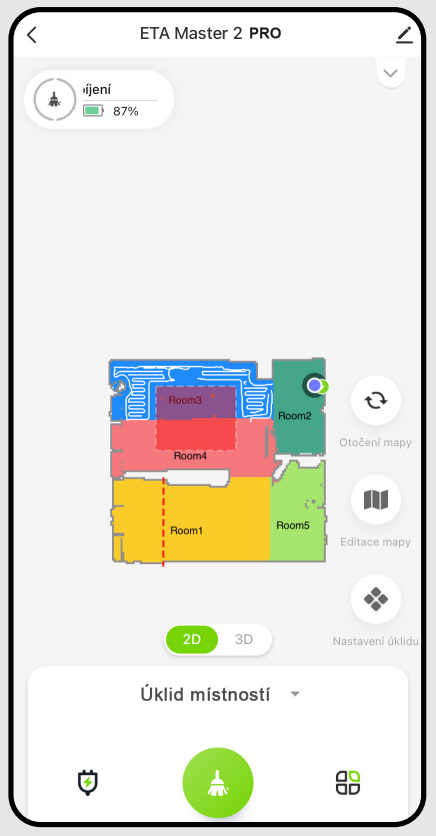 ETA Master 2 PRO
íjení
87%
Room3
Room2
Otočení mapy
Room4
Room1
Room5
Editace mapy
Nastavení úklidu
2D 3D
Úklid místností